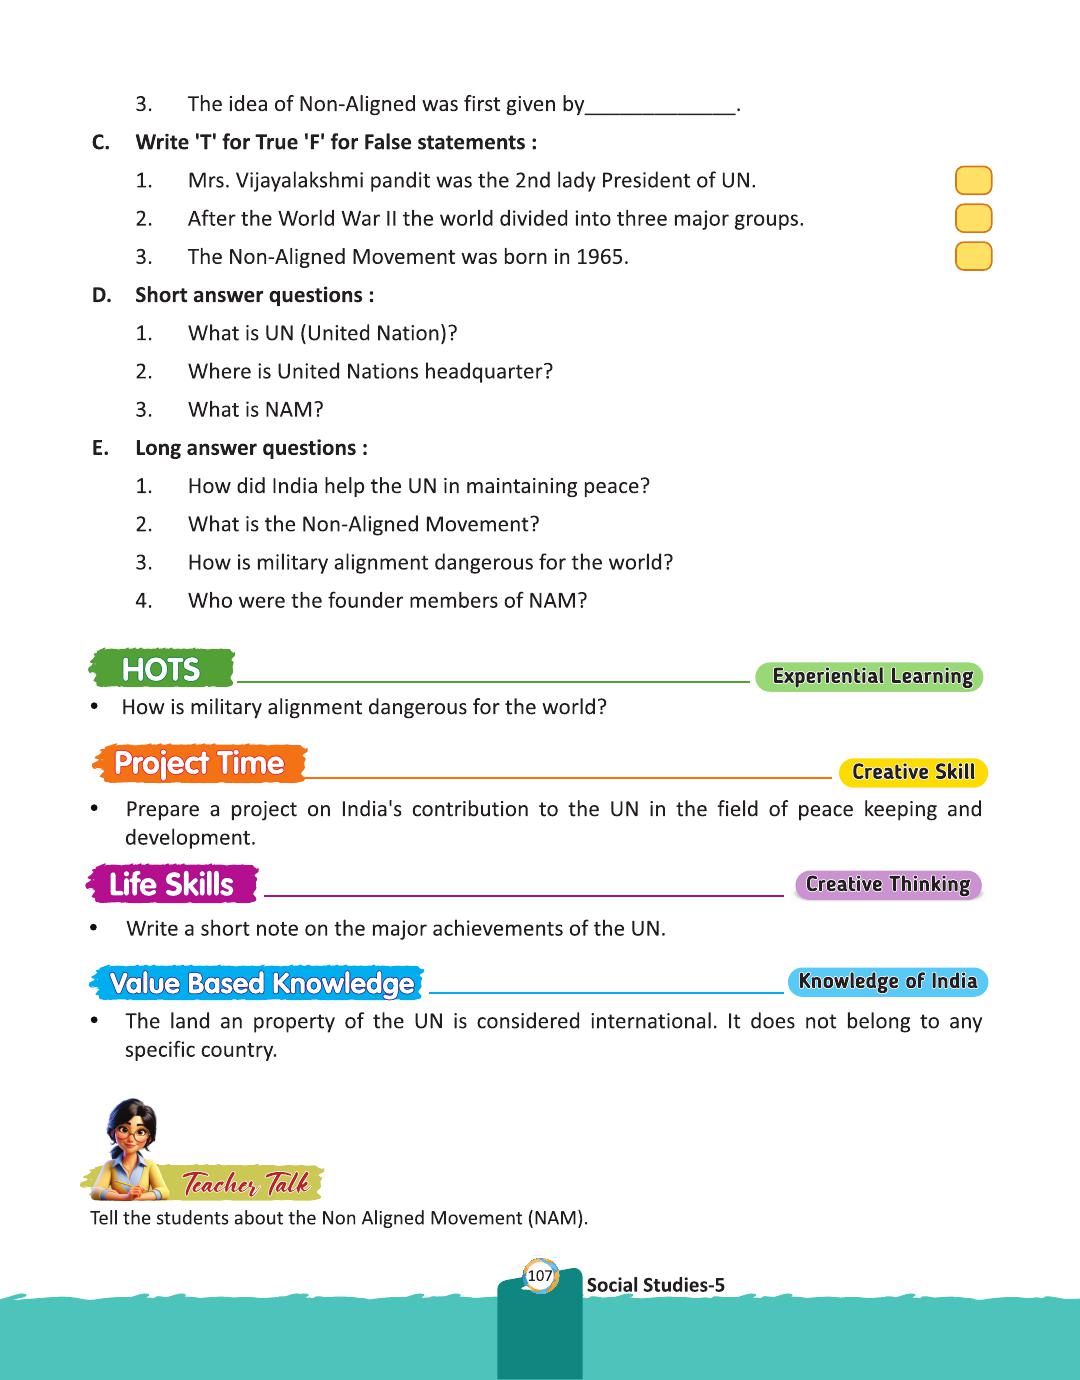 3. The idea of Non-Aligned was first given by_____________.
C. Write 'T' for True 'F' for False statements :
1. Mrs. Vijayalakshmi pandit was the 2nd lady President of UN.
2. After the World War II the world divided into three major groups.
3. The Non-Aligned Movement was born in 1965.
D. Short answer questions :
1. What is UN (United Nation)?
2. Where is United Nations headquarter?
3. What is NAM?
E. Long answer questions :
1. How did India help the UN in maintaining peace?
2. What is the Non-Aligned Movement?
3. How is military alignment dangerous for the world?
4. Who were the founder members of NAM?
HOTS Experiential Learning
• How is military alignment dangerous for the world?
Project Time Creative Skill
• Prepare a project on India's contribution to the UN in the field of peace keeping and
development.
Life Skills Creative Thinking
• Write a short note on the major achievements of the UN.
Value Based Knowledge Knowledge of India
• The land an property of the UN is considered international. It does not belong to any
specific country.
Teacher Talk
Tell the students about the Non Aligned Movement (NAM).
107 Social Studies-5